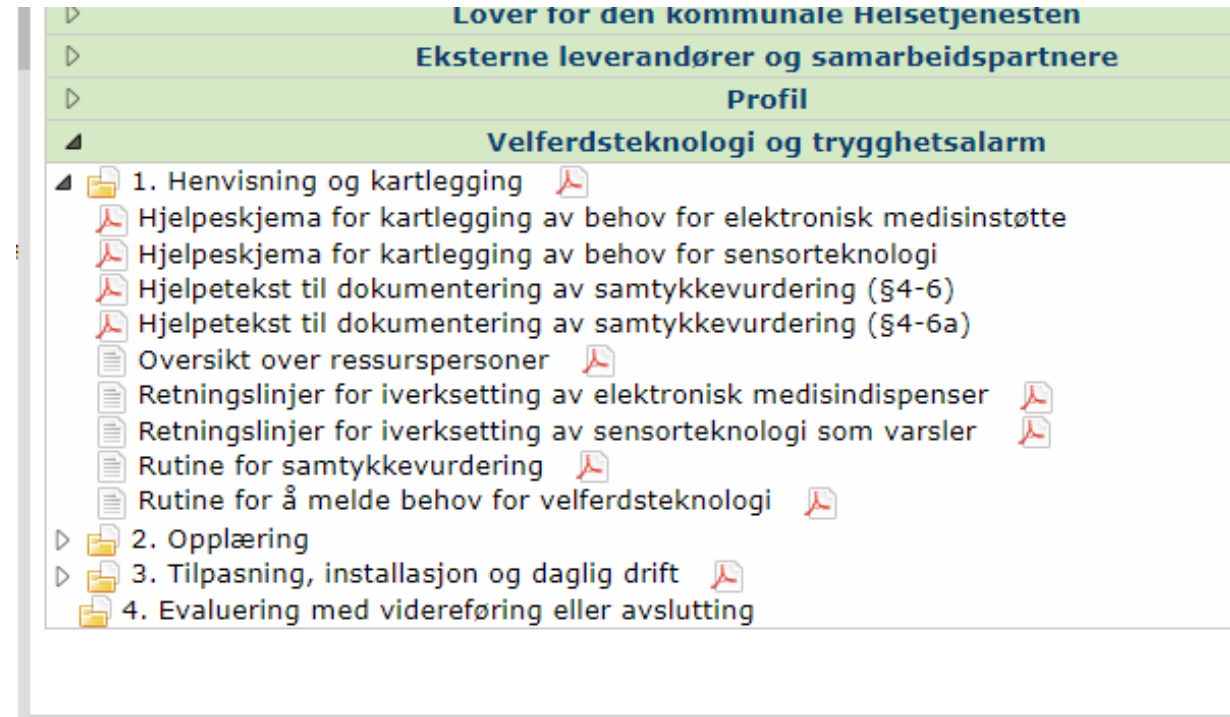 Lover for den kommunale Helsetjenesten
Eksterne leverandører og samarbeidspartnere
Profil
Velferdsteknologi og trygghetsalarm
1. Henvisning og kartlegging
Hjelpeskjema for kartlegging av behov for elektronisk medisinstøtte
Hjelpeskjema for kartlegging av behov for sensorteknologi
Hjelpetekst til dokumentering av samtykkevurdering (§4-6)
Hjelpetekst til dokumentering av samtykkevurdering (§4-6a)
Oversikt over ressurspersoner
Retningslinjer for iverksetting av elektronisk medisindispenser
Retningslinjer for iverksetting av sensorteknologi som varsler
Rutine for samtykkevurdering
Rutine for å melde behov for velferdsteknologi
2. Opplæring
3. Tilpasning, installasjon og daglig drift
4. Evaluering med videreføring eller avslutting